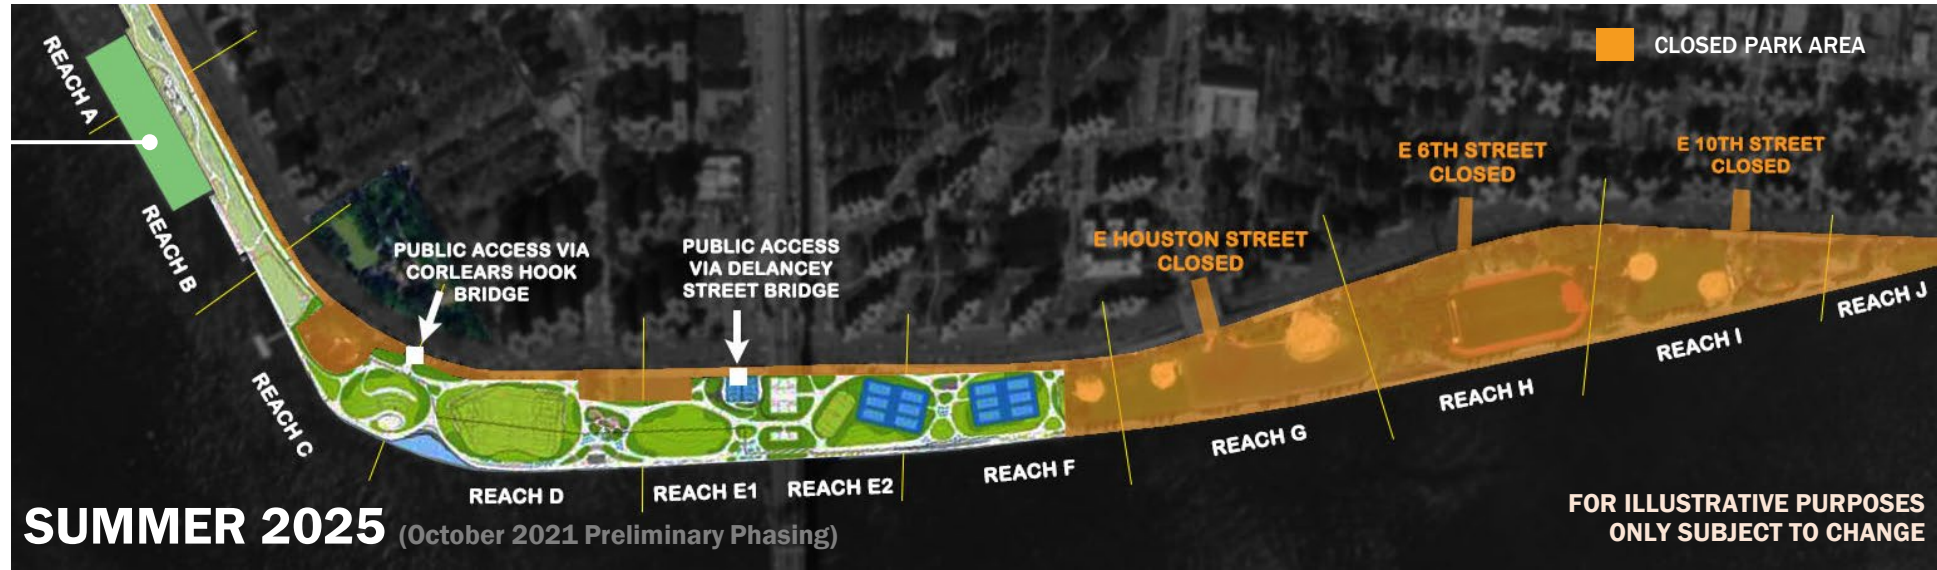 CLOSED PARK AREA
REACH A
E 6TH STREET
CLOSED
E 10TH STREET
CLOSED
REACH B
PUBLIC ACCESS VIA
CORLEARS HOOK
BRIDGE
PUBLIC ACCESS
VIA DELANCEY
STREET BRIDGE
E HOUSTON STREET
CLOSED
REACH C
REACH D
REACH E1
REACH E2
REACH F
REACH G
REACH H
REACH I
REACH J
SUMMER 2025 (October 2021 Preliminary Phasing)
FOR ILLUSTRATIVE PURPOSES
ONLY SUBJECT TO CHANGE